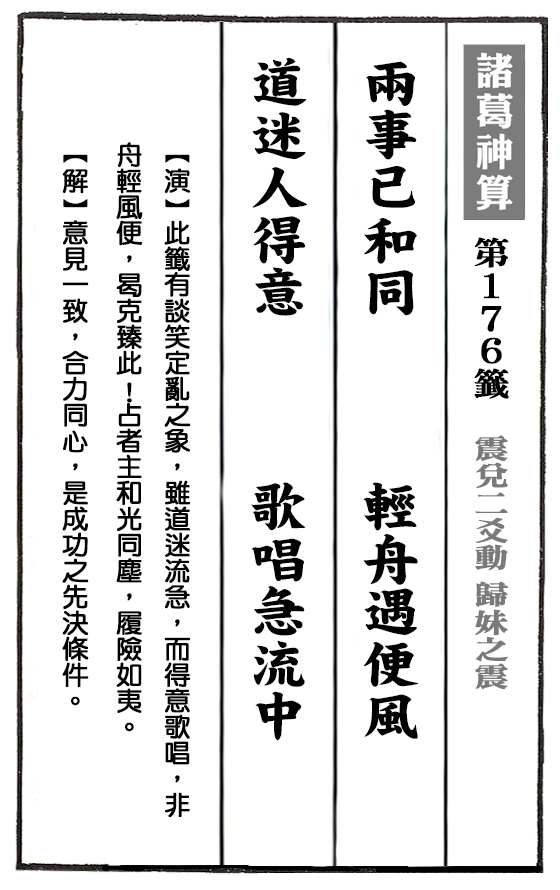 諸葛神算 第176籤 震兌二爻動 歸妹之震
兩事已和同 輕舟遇便風
道迷人得意 歌唱急流中
【演】此籤有談笑定亂之象，雖道迷流急，而得意歌唱，非
舟輕風便，曷克臻此！占者主和光同塵，履險如夷。
【解】意見一致，合力同心，是成功之先決條件。